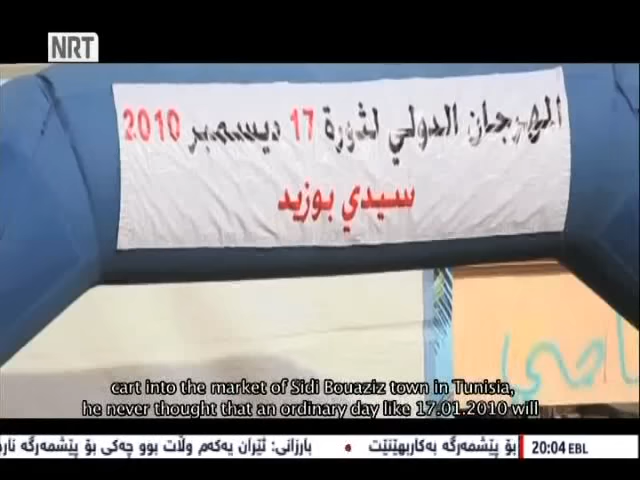 NRT
المهرجان الدولي لثورة 17 ديسمبر 2010
سيدي بوزيد
cart into the market of Sidi Bouaziz town in Tunisia,
he never thought that an ordinary day like 17.01.2010 will
بۆ پێشمەرگە بەکاربهێنێت • بارزانی: ئێران یەکەم وڵات بوو چەکی بۆ پێشمەرگە نارد
20:04 EBL